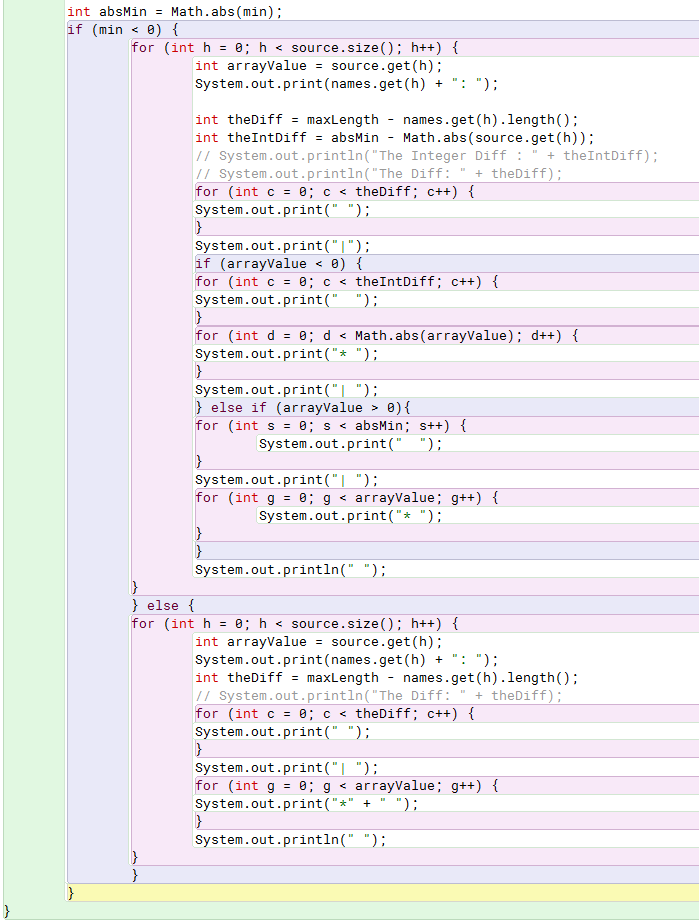 int absMin = Math.abs(min);
if (min < 0) {
for (int h = 0; h < source.size(); h++) {
int arrayValue = source.get(h);
System.out.print(names.get(h) + ": ");
int theDiff = maxLength - names.get(h).length();
int theIntDiff = absMin - Math.abs(source.get(h));
// System.out.println("The Integer Diff : " + theIntDiff);
// System.out.println("The Diff: " + theDiff);
for (int c = 0; c < theDiff; c++) {
System.out.print(" ");
}
System.out.print("|");
if (arrayValue < 0) {
for (int c = 0; c < theIntDiff; c++) {
System.out.print("  ");
}
for (int d = 0; d < Math.abs(arrayValue); d++) {
System.out.print("* ");
}
System.out.print("| ");
} else if (arrayValue > 0){
for (int s = 0; s < absMin; s++) {
System.out.print("  ");
}
System.out.print("| ");
for (int g = 0; g < arrayValue; g++) {
System.out.print("* ");
}
}
System.out.println(" ");
}
} else {
for (int h = 0; h < source.size(); h++) {
int arrayValue = source.get(h);
System.out.print(names.get(h) + ": ");
int theDiff = maxLength - names.get(h).length();
// System.out.println("The Diff: " + theDiff);
for (int c = 0; c < theDiff; c++) {
System.out.print(" ");
}
System.out.print("| ");
for (int g = 0; g < arrayValue; g++) {
System.out.print("*" + " ");
}
System.out.println(" ");
}
}
}
}